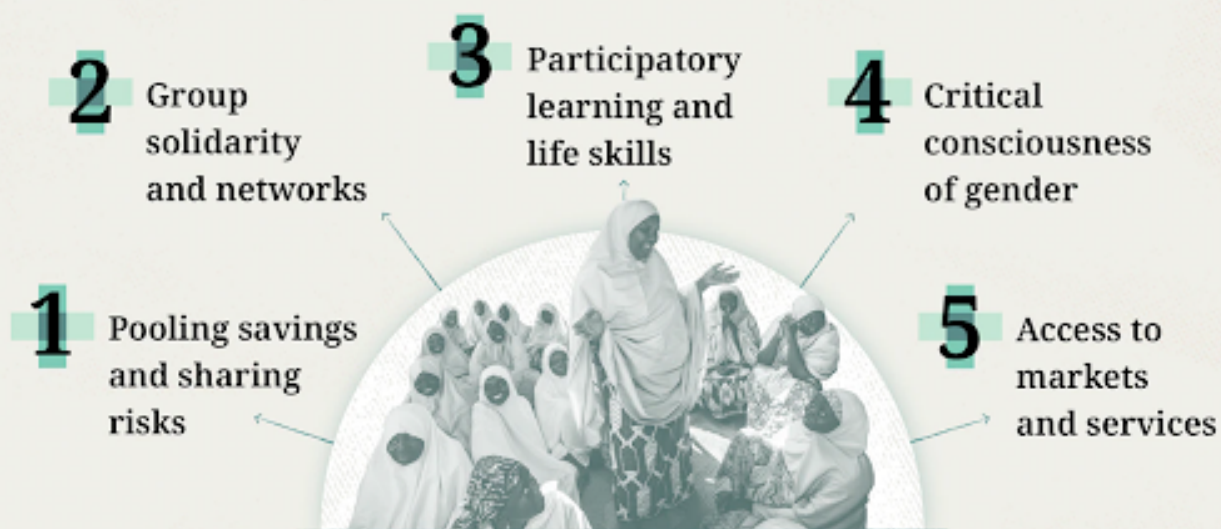 1
Pooling savings
and sharing
risks
2
Group
solidarity
and networks
3
Participatory
learning and
life skills
4
Critical
consciousness
of gender
5
Access to
markets
and services